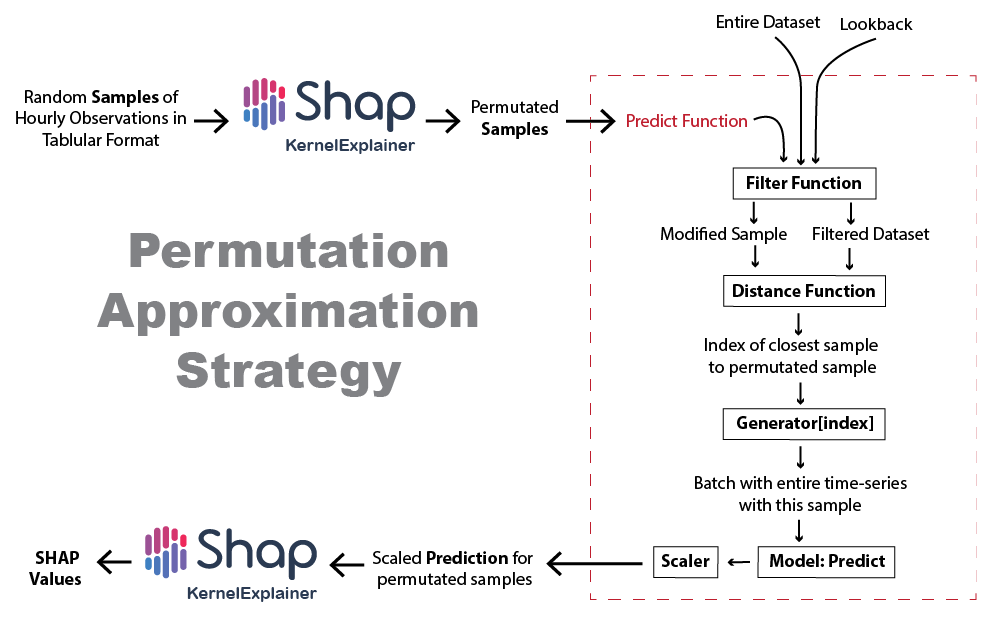 Entire Dataset
Lookback
Random Samples of
Hourly Observations in
Tablular Format
Shap
KernelExplainer
Permutated
Samples
Predict Function
Filter Function
Modified Sample
Filtered Dataset
Permutation
Approximation
Strategy
Distance Function
Index of closest sample
to permutated sample
Generator[index]
Batch with entire time-series
with this sample
Model: Predict
Scaler
Scaled Prediction for
permutated samples
Shap
KernelExplainer
SHAP
Values